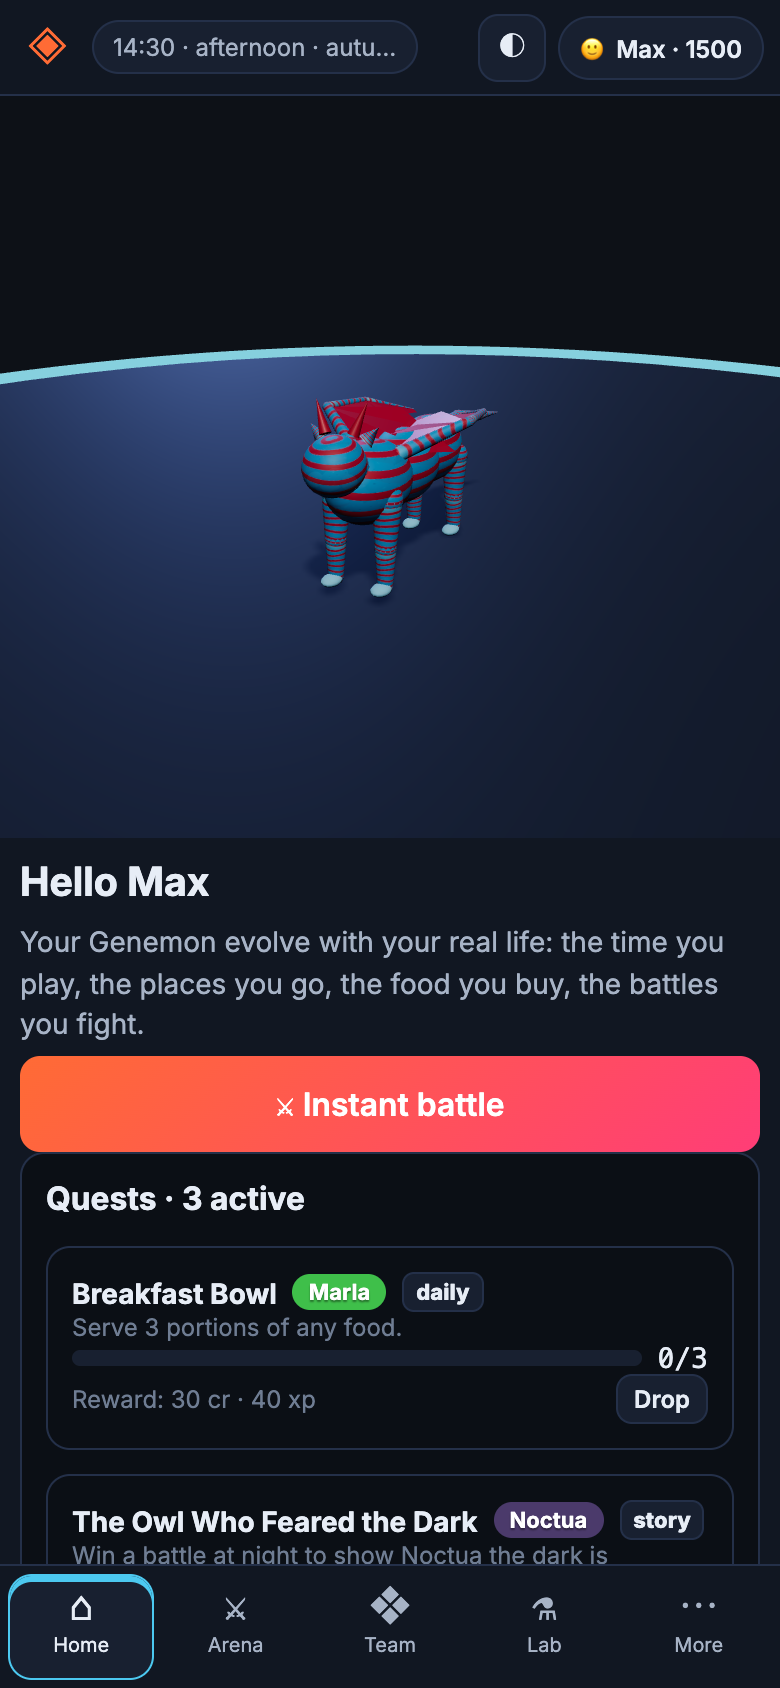 14:30 · afternoon · autu...
Max · 1500
Hello Max
Your Genemon evolve with your real life: the time you
play, the places you go, the food you buy, the battles
you fight.
Instant battle
Quests · 3 active
Breakfast Bowl Marla daily
Serve 3 portions of any food.
0/3
Reward: 30 cr · 40 xp
Drop
The Owl Who Feared the Dark Noctua story
Win a battle at night to show Noctua the dark is
Home
Arena
Team
Lab
More